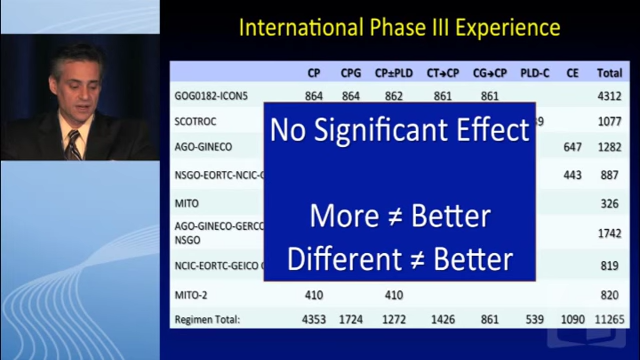 International Phase III Experience
CP CPG CP±PLD CT→CP CG→CP PLD-C CE Total
GOG0182-ICON5 864 864 862 861 861 4312
SCOTROC 1077
AGO-GINECO 647 1282
NSGO-EORTC-NCIC- 443 887
MITO 326
AGO-GINECO-GERCO
NSGO 1742
NCIC-EORTC-GEICO 819
MITO-2 410 410 820
Regimen Total: 4353 1724 1272 1426 861 539 1090 11265
No Significant Effect
More ≠ Better
Different ≠ Better